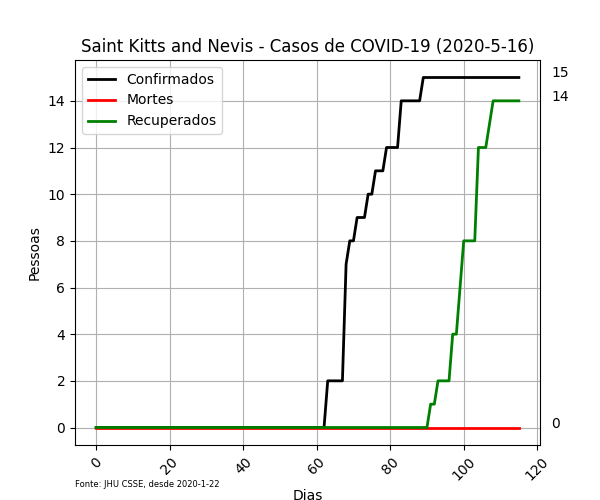 Saint Kitts and Nevis - Casos de COVID-19 (2020-5-16)
Confirmados
Mortes
Recuperados
15
14
0
Pessoas
14
12
10
8
6
4
2
0
0 20 40 60 80 100 120
Fonte: JHU CSSE, desde 2020-1-22
Dias